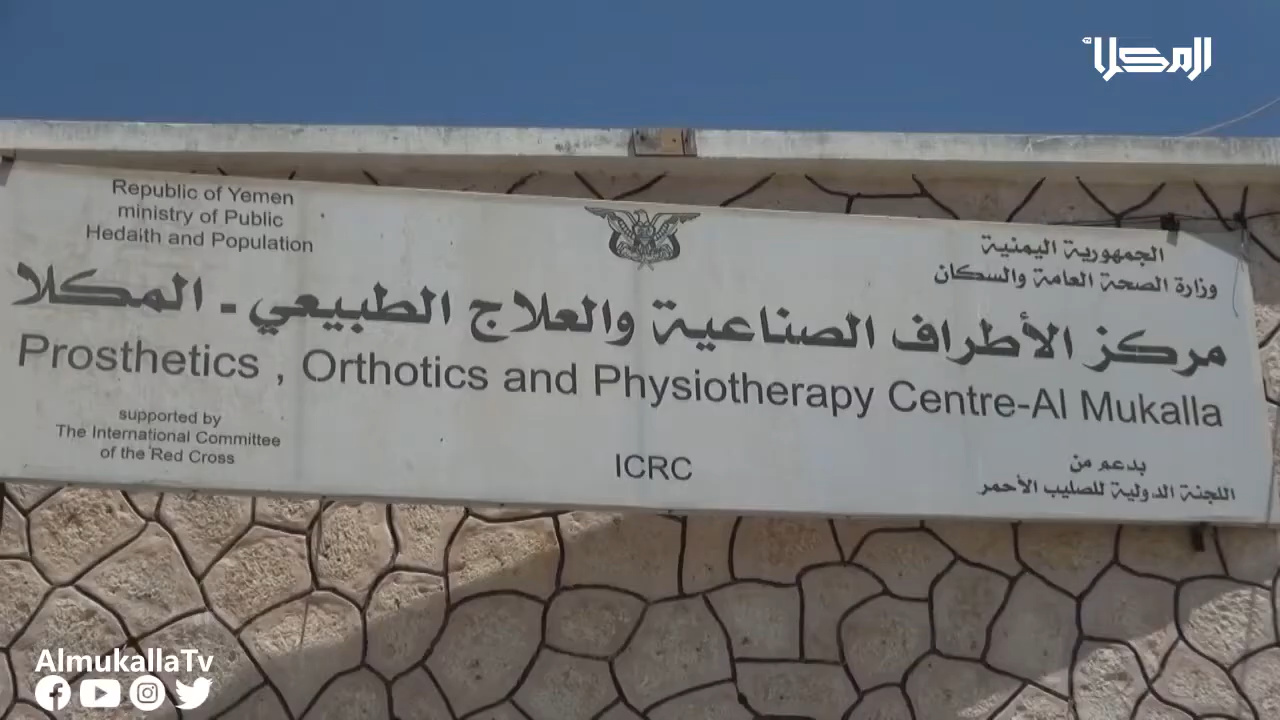 المكلا
Republic of Yemen
ministry of Public
Hedalth and Population
الجمهورية اليمنية
وزارة الصحة العامة والسكان
مركز الأطراف الصناعية والعلاج الطبيعي - المكلا
Prosthetics , Orthotics and Physiotherapy Centre-Al Mukalla
supported by
The International Committee
of the Red Cross
ICRC
بدعم من
اللجنة الدولية للصليب الأحمر
AlmukallaTv